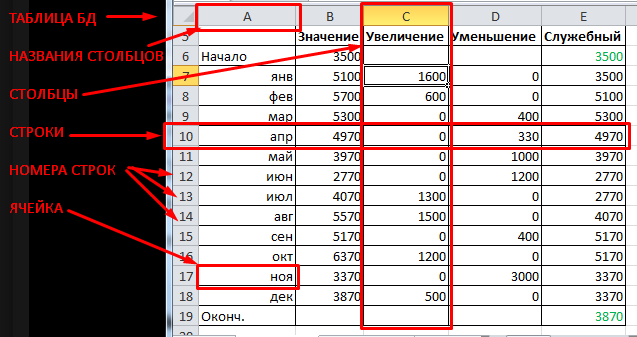 ТАБЛИЦА БД
НАЗВАНИЯ СТОЛБЦОВ
СТОЛБЦЫ
СТРОКИ
НОМЕРА СТРОК
ЯЧЕЙКА
A B C D E
5 Значение Увеличение Уменьшение Служебный
6 Начало 3500 3500
7 янв 5100 1600 0 3500
8 фев 5700 600 0 5100
9 мар 5300 0 400 5300
10 апр 4970 0 330 4970
11 май 3970 0 1000 3970
12 июн 2770 0 1200 2770
13 июл 4070 1300 0 2770
14 авг 5570 1500 0 4070
15 сен 5170 0 400 5170
16 окт 6370 1200 0 5170
17 ноя 3370 0 3000 3370
18 дек 3870 500 0 3370
19 Оконч. 3870